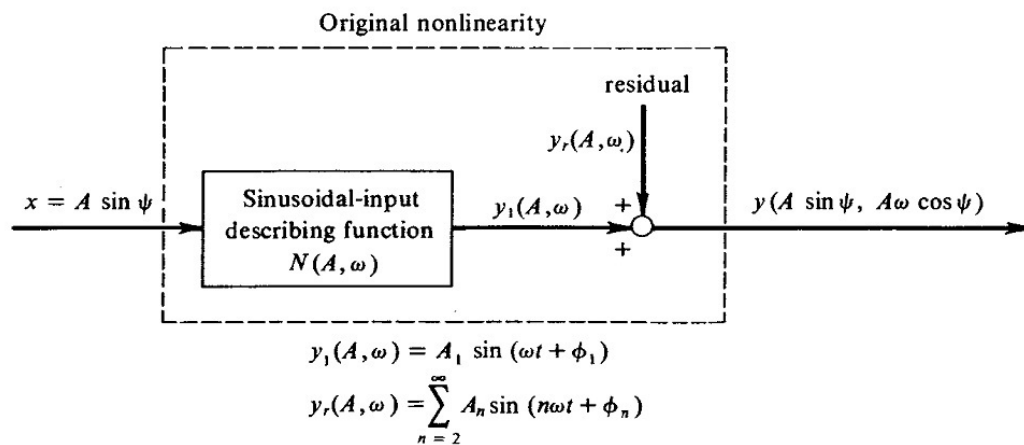 Original nonlinearity
residual
y_r(A,ω)
x = A sin ψ
Sinusoidal-input
describing function
N(A,ω)
y_1(A,ω)
+
+
y(A sin ψ, Aω cos ψ)
y_1(A,ω) = A_1 sin (ωt + ϕ_1)
y_r(A,ω) = ∑_{n = 2}^{∞} A_n sin (nωt + ϕ_n)